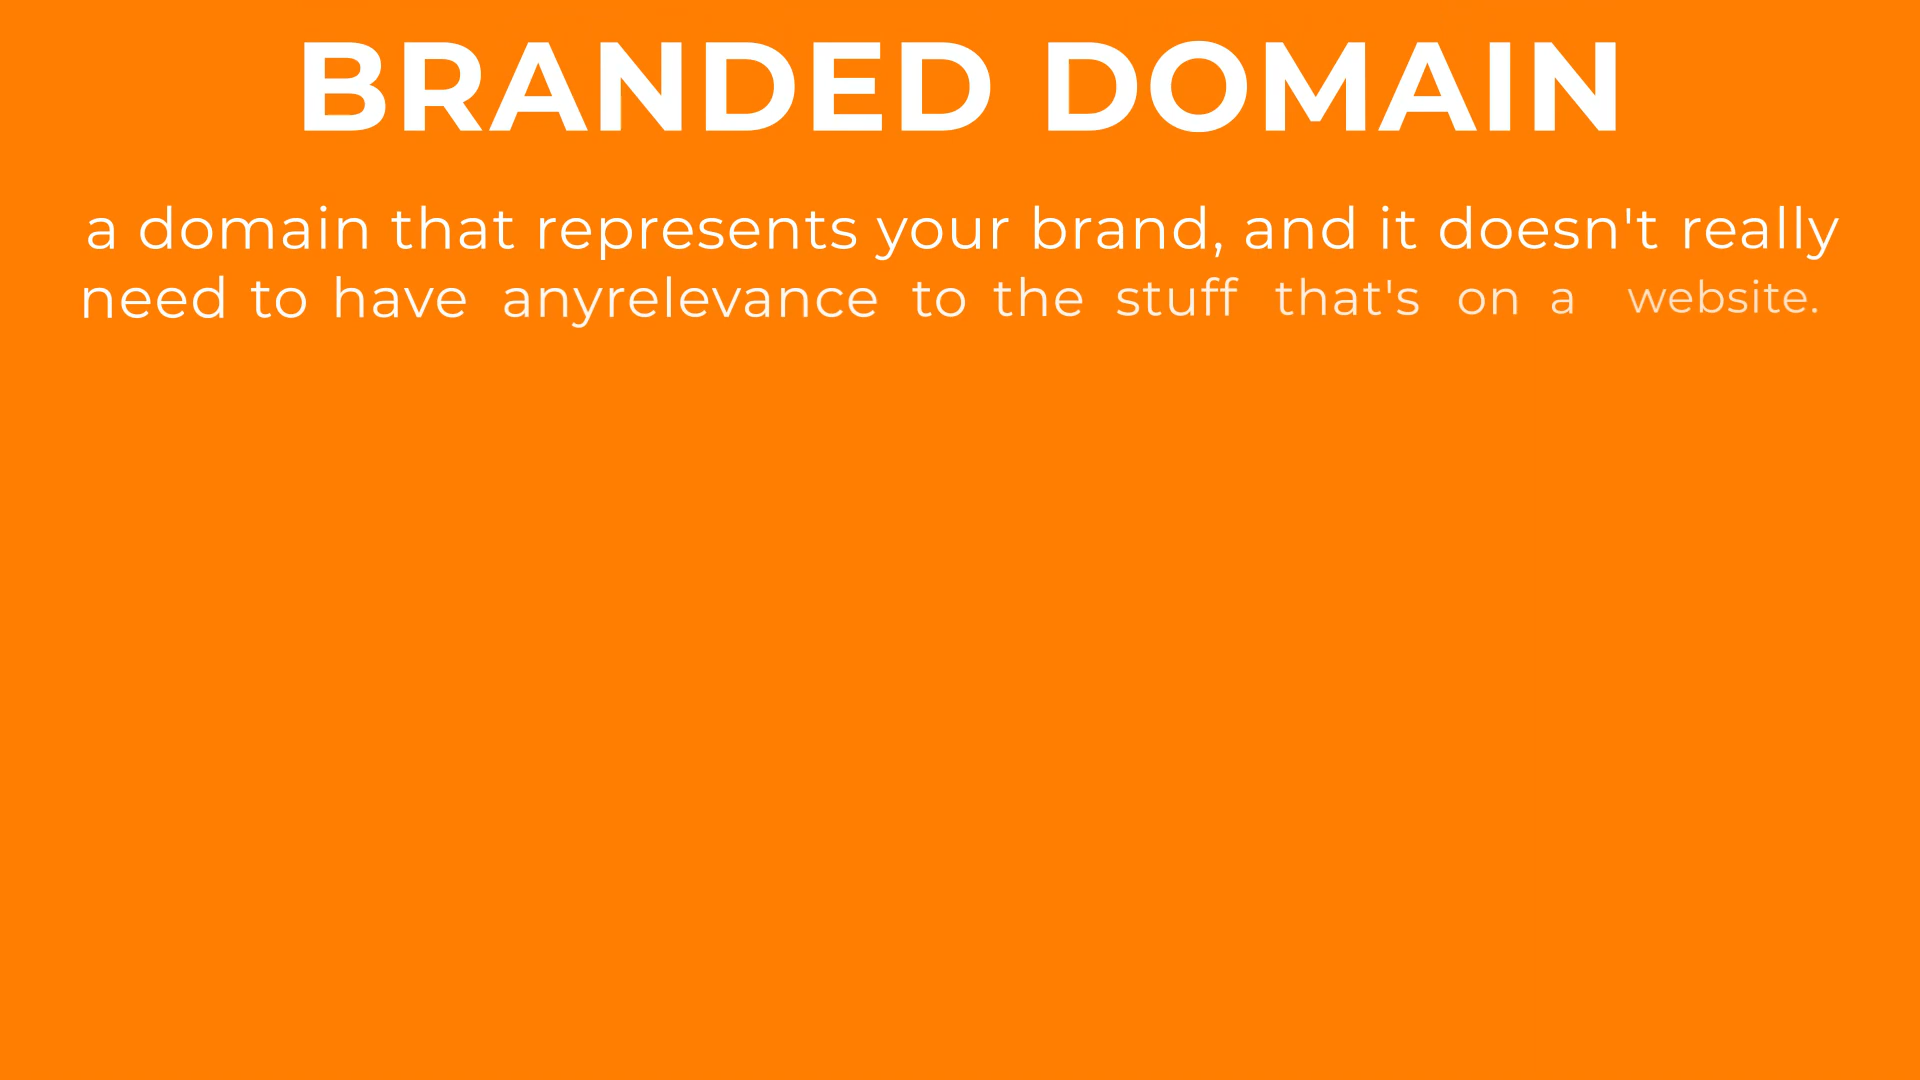 BRANDED DOMAIN
a domain that represents your brand, and it doesn't really
need to have anyrelevance to the stuff that's on a website.